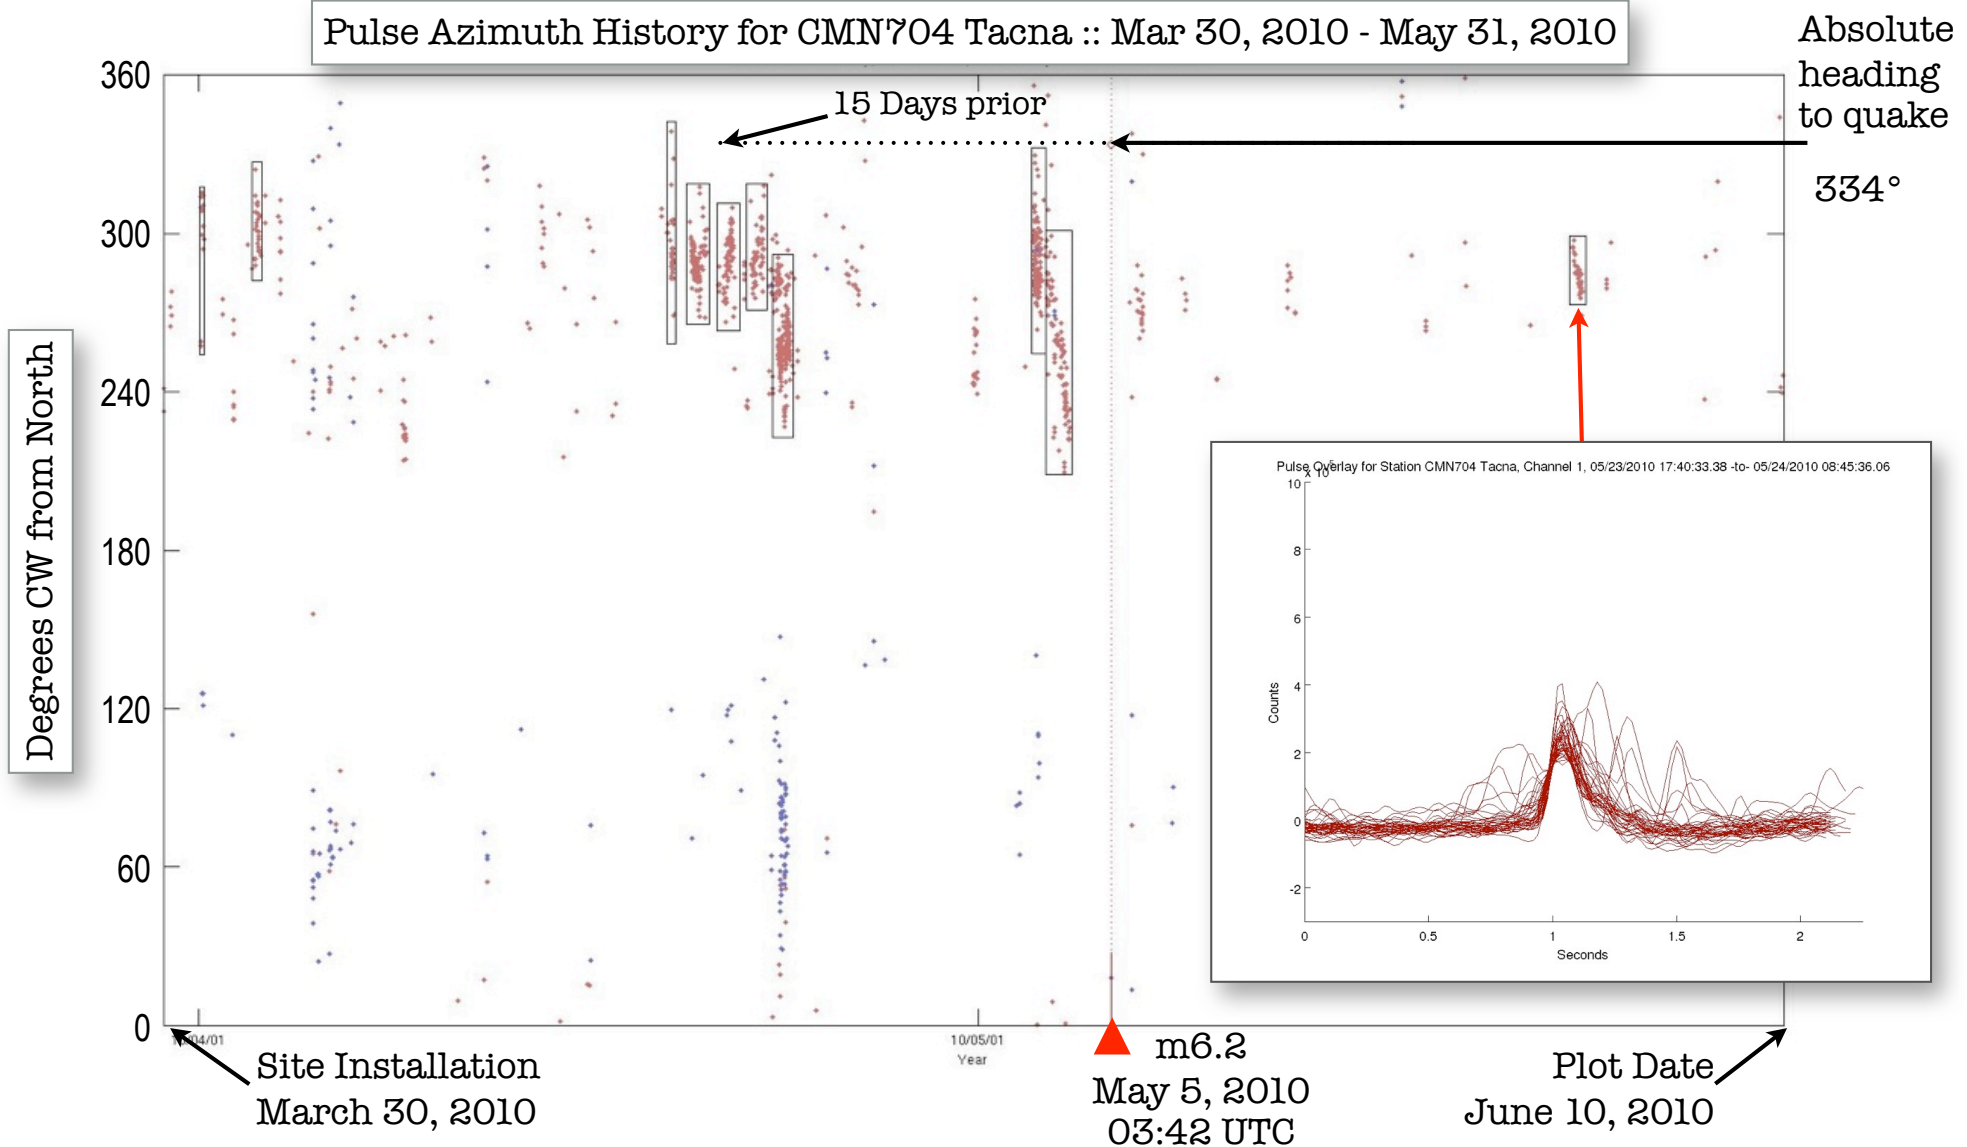 Pulse Azimuth History for CMN704 Tacna :: Mar 30, 2010 - May 31, 2010
Absolute
heading
to quake
334°
15 Days prior
Degrees CW from North
360
300
240
180
120
60
0
10/05/01
Year
Site Installation
March 30, 2010
m6.2
May 5, 2010
03:42 UTC
Plot Date
June 10, 2010
Pulse Overlay for Station CMN704 Tacna, Channel 1, 05/23/2010 17:40:33.38 -to- 05/24/2010 08:45:36.06
Counts
10
8
6
4
2
0
-2
0
0.5
1
1.5
2
Seconds